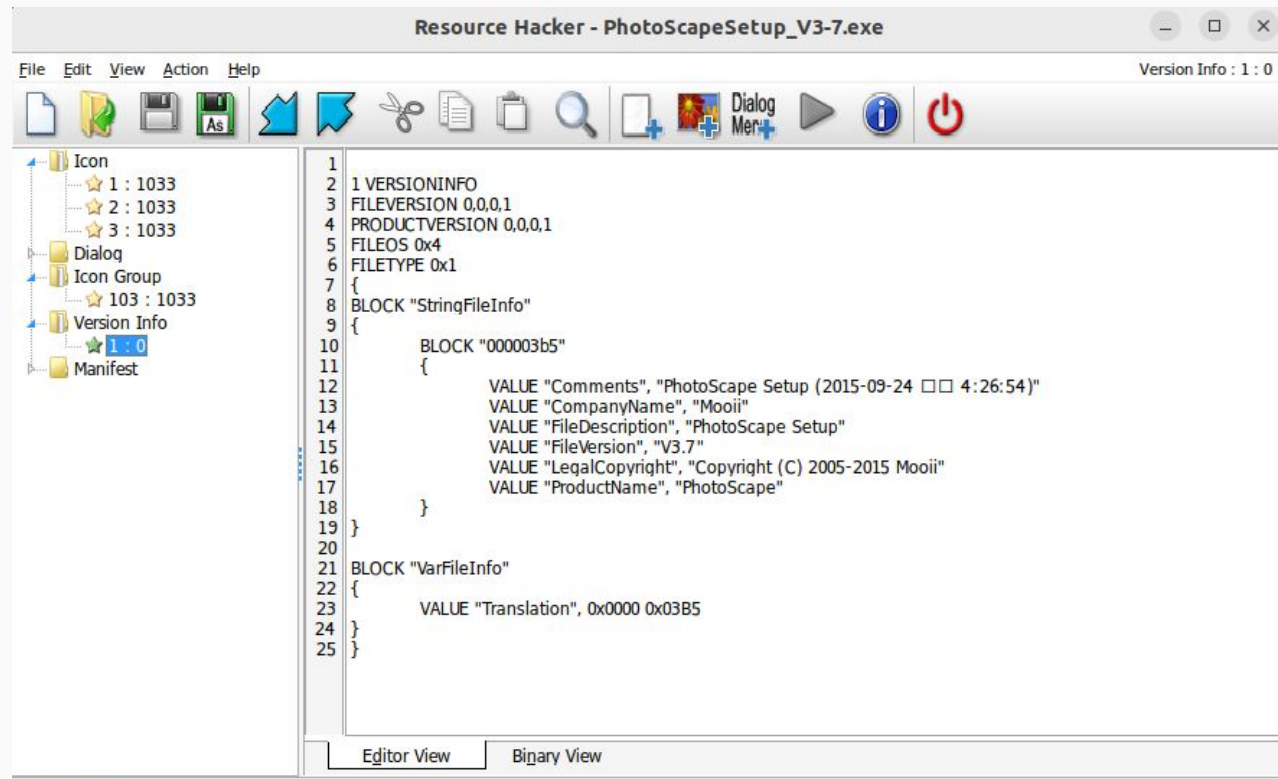 Resource Hacker - PhotoScapeSetup_V3-7.exe
File Edit View Action Help
Version Info : 1 : 0
As
Dialog
Menu
Icon
1 : 1033
2 : 1033
3 : 1033
Dialog
Icon Group
103 : 1033
Version Info
1 : 0
Manifest
1
2 1 VERSIONINFO
3 FILEVERSION 0,0,0,1
4 PRODUCTVERSION 0,0,0,1
5 FILEOS 0x4
6 FILETYPE 0x1
7 {
8 BLOCK "StringFileInfo"
9 {
10 BLOCK "000003b5"
11 {
12 VALUE "Comments", "PhotoScape Setup (2015-09-24 □□ 4:26:54)"
13 VALUE "CompanyName", "Mooii"
14 VALUE "FileDescription", "PhotoScape Setup"
15 VALUE "FileVersion", "V3.7"
16 VALUE "LegalCopyright", "Copyright (C) 2005-2015 Mooii"
17 VALUE "ProductName", "PhotoScape"
18 }
19 }
20
21 BLOCK "VarFileInfo"
22 {
23 VALUE "Translation", 0x0000 0x03B5
24 }
25 }
Editor View
Binary View